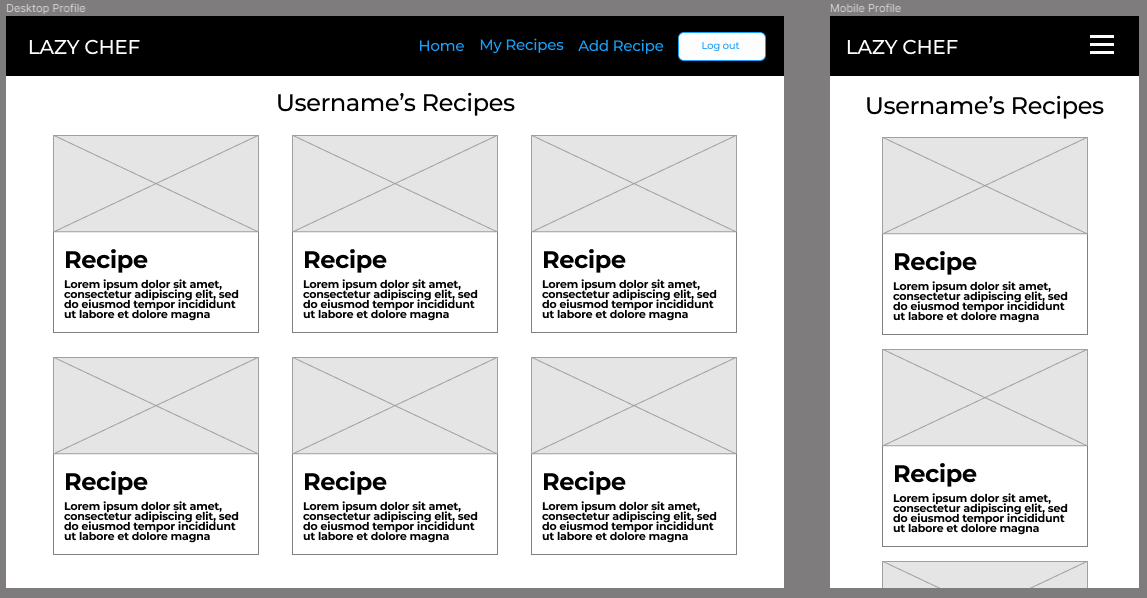 Desktop Profile
LAZY CHEF
Home My Recipes Add Recipe Log out
Username’s Recipes
Recipe
Lorem ipsum dolor sit amet,
consectetur adipiscing elit, sed
do eiusmod tempor incididunt
ut labore et dolore magna
Recipe
Lorem ipsum dolor sit amet,
consectetur adipiscing elit, sed
do eiusmod tempor incididunt
ut labore et dolore magna
Recipe
Lorem ipsum dolor sit amet,
consectetur adipiscing elit, sed
do eiusmod tempor incididunt
ut labore et dolore magna
Recipe
Lorem ipsum dolor sit amet,
consectetur adipiscing elit, sed
do eiusmod tempor incididunt
ut labore et dolore magna
Recipe
Lorem ipsum dolor sit amet,
consectetur adipiscing elit, sed
do eiusmod tempor incididunt
ut labore et dolore magna
Recipe
Lorem ipsum dolor sit amet,
consectetur adipiscing elit, sed
do eiusmod tempor incididunt
ut labore et dolore magna
Mobile Profile
LAZY CHEF
Username’s Recipes
Recipe
Lorem ipsum dolor sit amet,
consectetur adipiscing elit, sed
do eiusmod tempor incididunt
ut labore et dolore magna
Recipe
Lorem ipsum dolor sit amet,
consectetur adipiscing elit, sed
do eiusmod tempor incididunt
ut labore et dolore magna